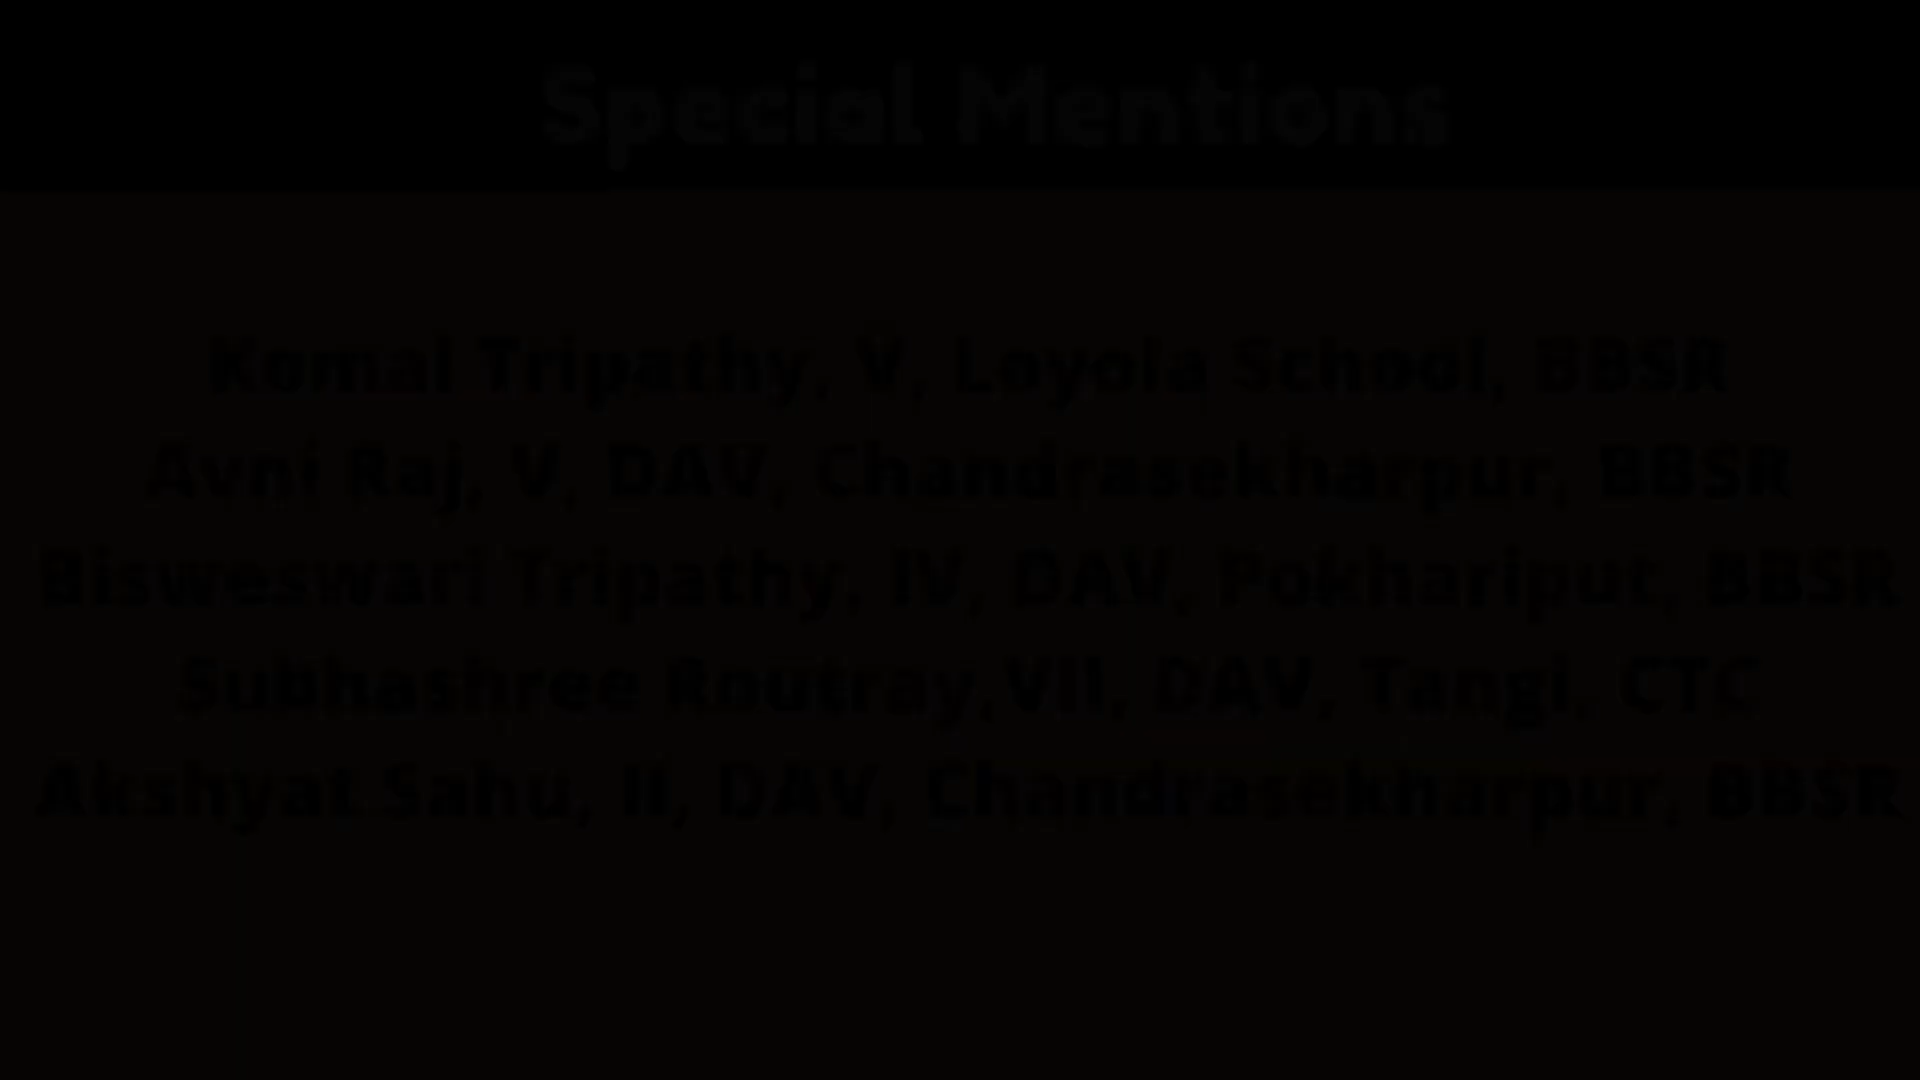 Special Mentions
Komal Tripathy, V, Loyola School, BBSR
Avni Raj, V, DAV, Chandrasekharpur, BBSR
Bisweswari Tripathy, IV, DAV, Pokhariput, BBSR
Subhashree Routray,VII, DAV, Tangi, CTC
Akshyat Sahu, II, DAV, Chandrasekharpur, BBSR